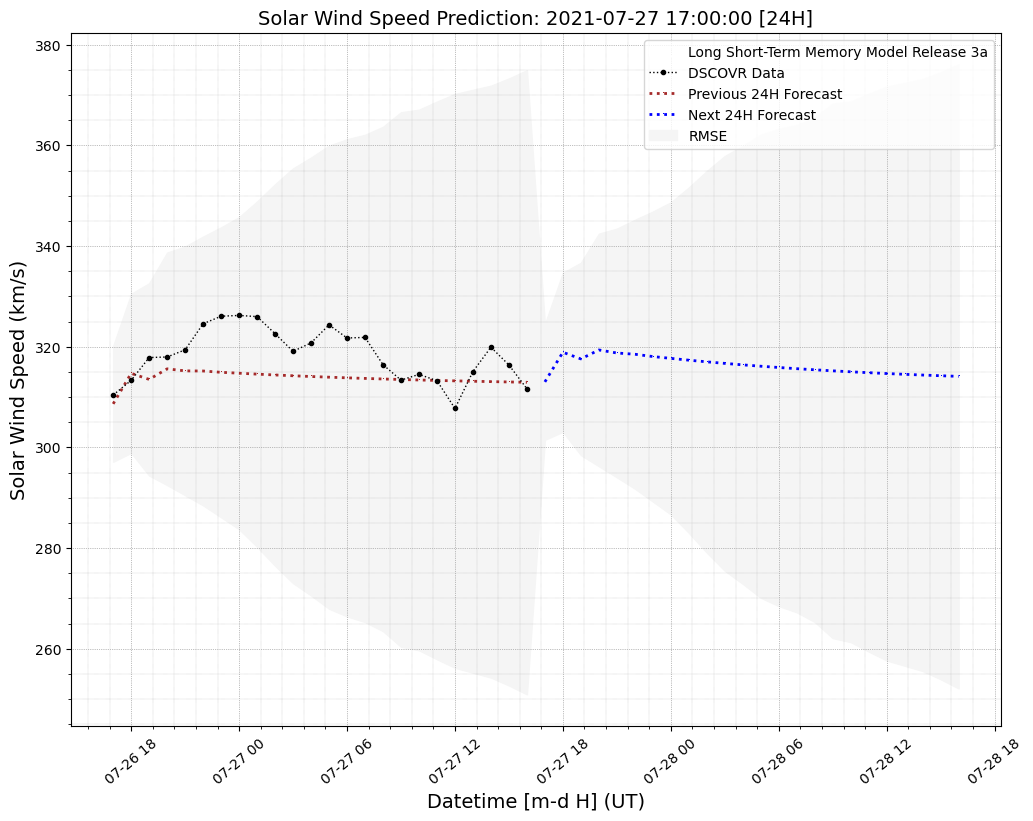 Solar Wind Speed Prediction: 2021-07-27 17:00:00 [24H]
Long Short-Term Memory Model Release 3a
DSCOVR Data
Previous 24H Forecast
Next 24H Forecast
RMSE
Solar Wind Speed (km/s)
380
360
340
320
300
280
260
07-26 18
07-27 00
07-27 06
07-27 12
07-27 18
07-28 00
07-28 06
07-28 12
07-28 18
Datetime [m-d H] (UT)